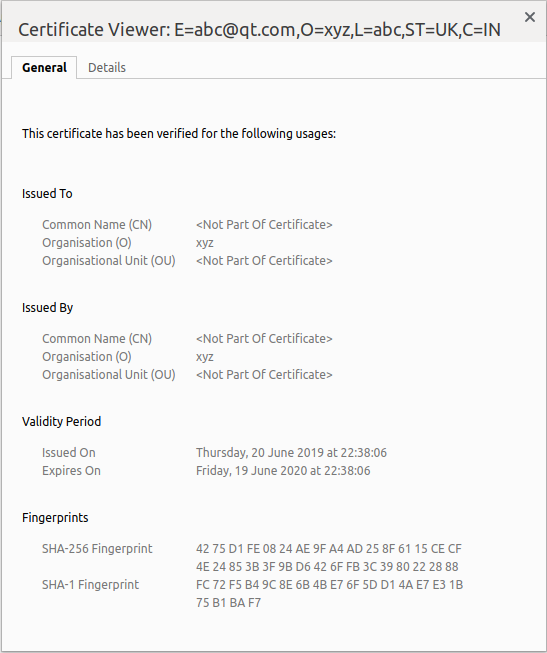 Certificate Viewer: E=abc@qt.com,O=xyz,L=abc,ST=UK,C=IN
General Details
This certificate has been verified for the following usages:
Issued To
Common Name (CN) <Not Part Of Certificate>
Organisation (O) xyz
Organisational Unit (OU) <Not Part Of Certificate>
Issued By
Common Name (CN) <Not Part Of Certificate>
Organisation (O) xyz
Organisational Unit (OU) <Not Part Of Certificate>
Validity Period
Issued On Thursday, 20 June 2019 at 22:38:06
Expires On Friday, 19 June 2020 at 22:38:06
Fingerprints
SHA-256 Fingerprint 42 75 D1 FE 08 24 AE 9F A4 AD 25 8F 61 15 CE CF
4E 24 85 3B 3F 9B D6 42 6F FB 3C 39 80 22 28 88
SHA-1 Fingerprint FC 72 F5 B4 9C 8E 6B 4B E7 6F 5D D1 4A E7 E3 1B
75 B1 BA F7